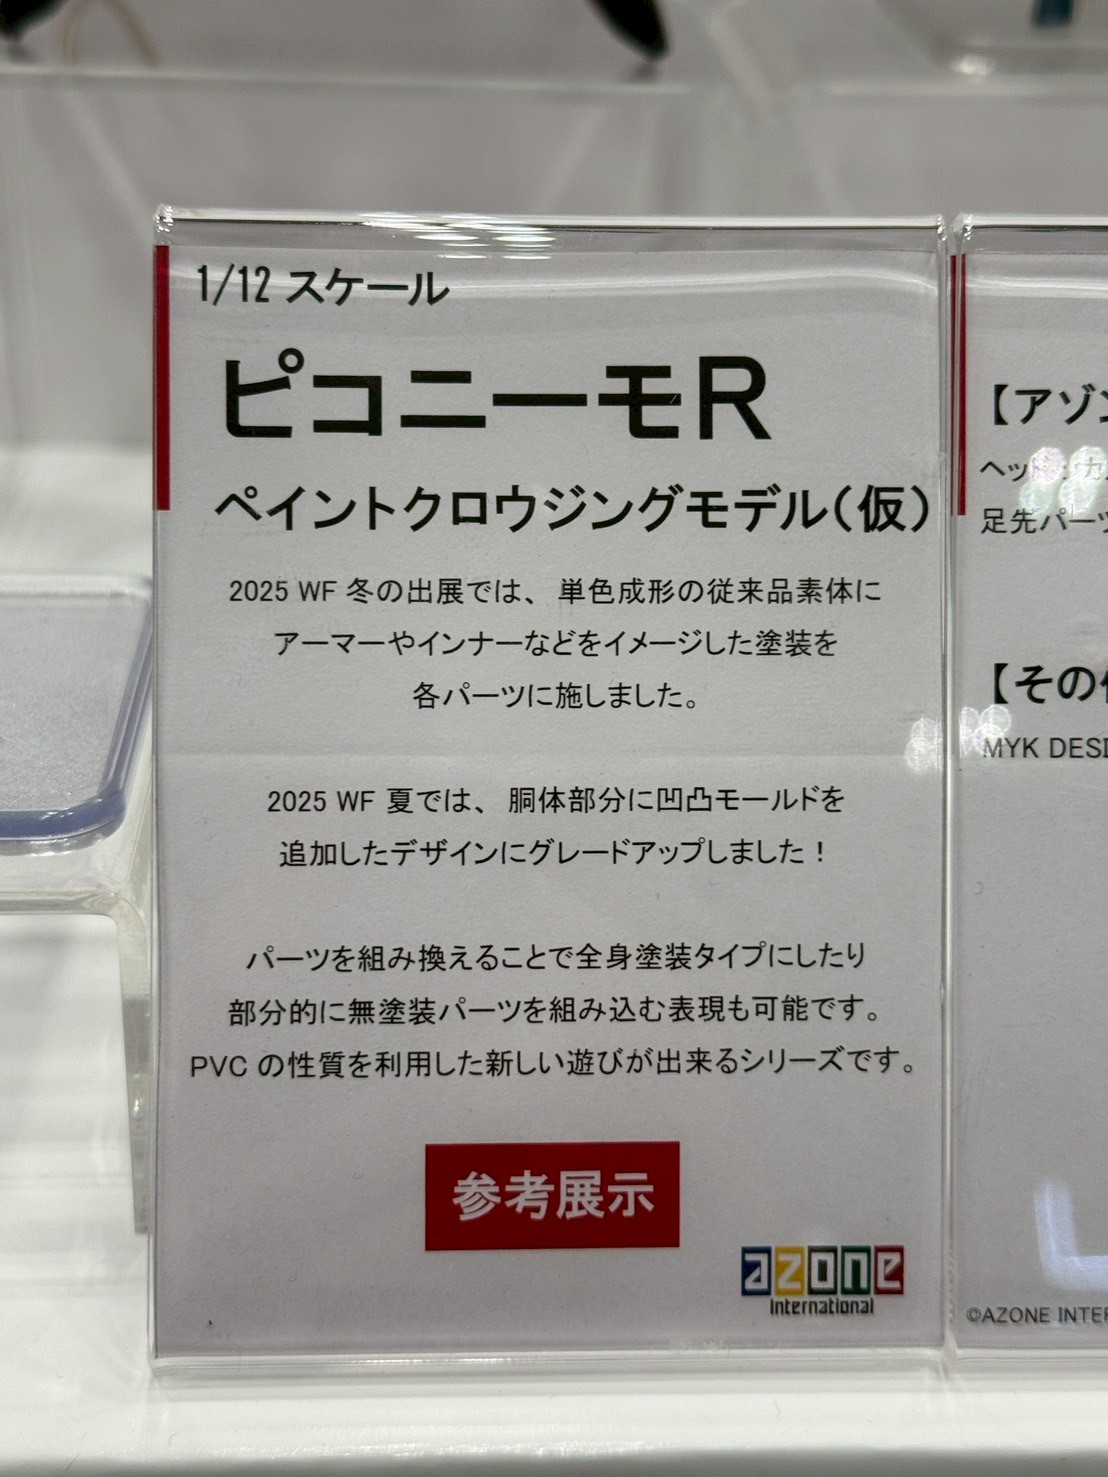 1/12 スケール
ピコニーモR
ペイントクロウジングモデル（仮）
2025 WF 冬の出展では、単色成形の従来品素体に
アーマーやインナーなどをイメージした塗装を
各パーツに施しました。
2025 WF 夏では、胴体部分に凹凸モールドを
追加したデザインにグレードアップしました！
パーツを組み換えることで全身塗装タイプにしたり
部分的に無塗装パーツを組み込む表現も可能です。
PVC の性質を利用した新しい遊びが出来るシリーズです。
参考展示
azone
international
【アゾ
ヘッ
足先パーツ
【その
MYK DESI
©AZONE INTER